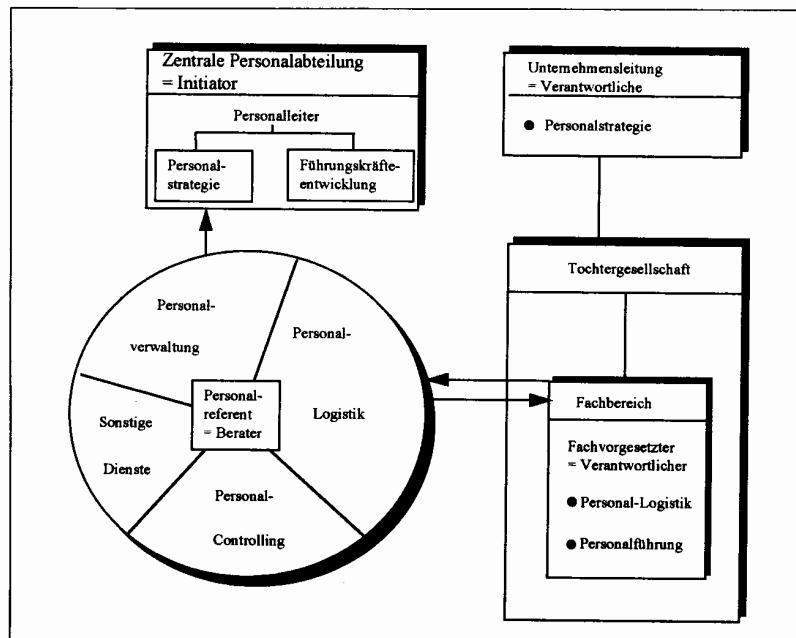 Zentrale Personalabteilung
= Initiator
Personalleiter
Personal-
strategie
Führungskräfte-
entwicklung
Unternehmensleitung
= Verantwortliche
● Personalstrategie
Tochtergesellschaft
Fachbereich
Fachvorgesetzter
= Verantwortlicher
● Personal-Logistik
● Personalführung
Personal-
verwaltung
Personal-
Logistik
Personal-
referent
= Berater
Sonstige
Dienste
Personal-
Controlling